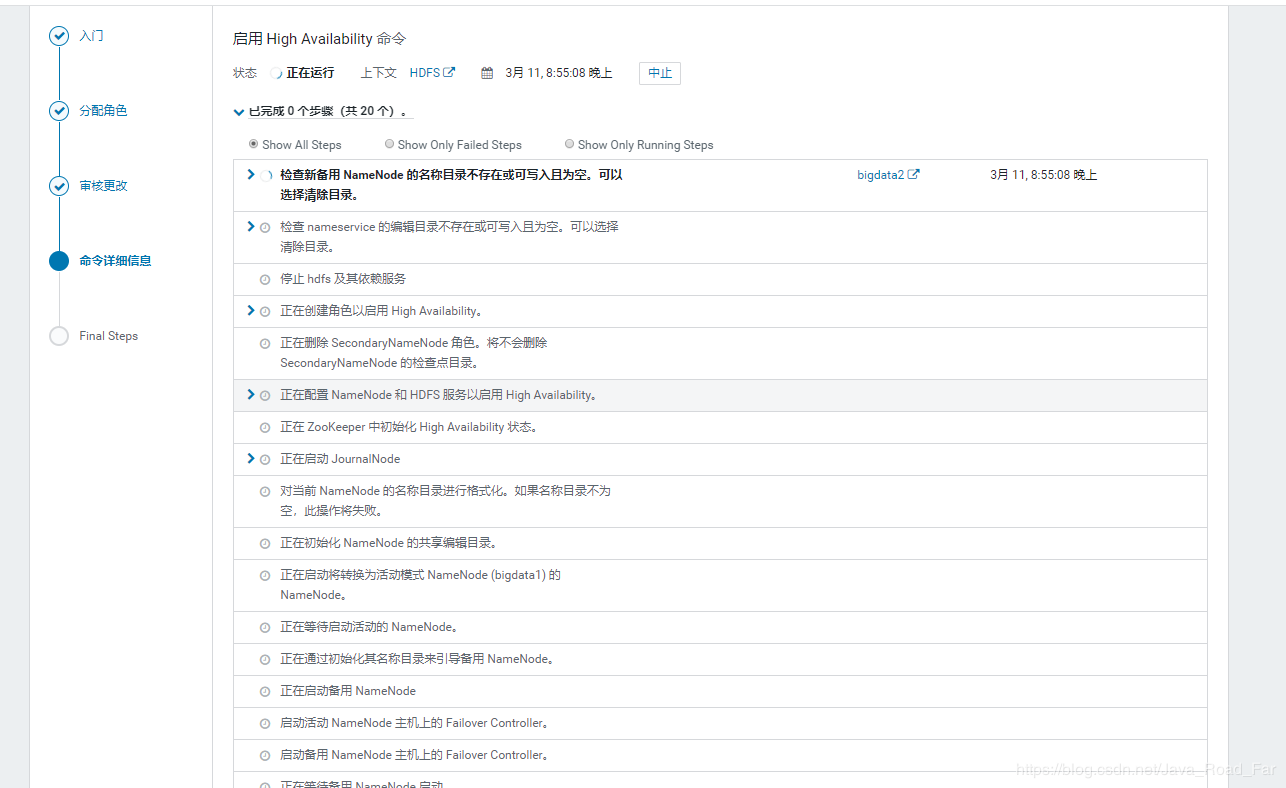 入门
分配角色
审核更改
命令详细信息
Final Steps
启用 High Availability 命令
状态 正在运行 上下文 HDFS 3月 11, 8:55:08 晚上 中止
已完成 0 个步骤（共 20 个）。
Show All Steps Show Only Failed Steps Show Only Running Steps
检查新备用 NameNode 的名称目录不存在或可写入且为空。可以 bigdata2 3月 11, 8:55:08 晚上
选择清除目录。
检查 nameservice 的编辑目录不存在或可写入且为空。可以选择
清除目录。
停止 hdfs 及其依赖服务
正在创建角色以启用 High Availability。
正在删除 SecondaryNameNode 角色。将不会删除
SecondaryNameNode 的检查点目录。
正在配置 NameNode 和 HDFS 服务以启用 High Availability。
正在 ZooKeeper 中初始化 High Availability 状态。
正在启动 JournalNode
对当前 NameNode 的名称目录进行格式化。如果名称目录不为
空，此操作将失败。
正在初始化 NameNode 的共享编辑目录。
正在启动将转换为活动模式 NameNode (bigdata1) 的
NameNode。
正在等待启动活动的 NameNode。
正在通过初始化其名称目录来引导备用 NameNode。
正在启动备用 NameNode
启动活动 NameNode 主机上的 Failover Controller。
启动备用 NameNode 主机上的 Failover Controller。
正在等待备用 NameNode 启动
https://blog.csdn.net/Java_Road_Far